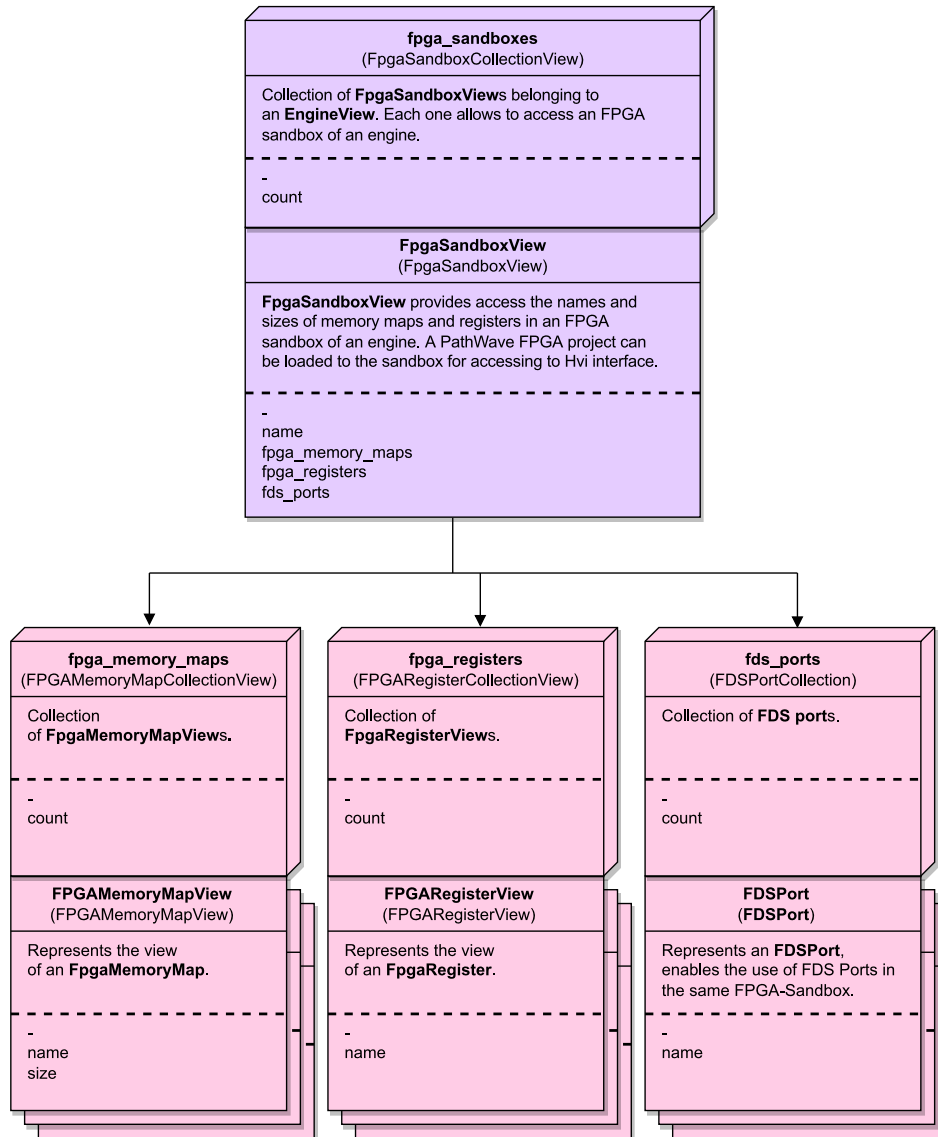 fpga_sandboxes
(FpgaSandboxCollectionView)
Collection of FpgaSandboxViews belonging to
an EngineView. Each one allows to access an FPGA
sandbox of an engine.
-
count
FpgaSandboxView
(FpgaSandboxView)
FpgaSandboxView provides access the names and
sizes of memory maps and registers in an FPGA
sandbox of an engine. A PathWave FPGA project can
be loaded to the sandbox for accessing to Hvi interface.
-
name
fpga_memory_maps
fpga_registers
fds_ports
fpga_memory_maps
(FPGAMemoryMapCollectionView)
Collection
of FpgaMemoryMapViews.
-
count
FPGAMemoryMapView
(FPGAMemoryMapView)
Represents the view
of an FpgaMemoryMap.
-
name
size
fpga_registers
(FPGARegisterCollectionView)
Collection of
FpgaRegisterViews.
-
count
FPGARegisterView
(FPGARegisterView)
Represents the view
of an FpgaRegister.
-
name
fds_ports
(FDSPortCollection)
Collection of FDS ports.
-
count
FDSPort
(FDSPort)
Represents an FDSPort,
enables the use of FDS Ports in
the same FPGA-Sandbox.
-
name